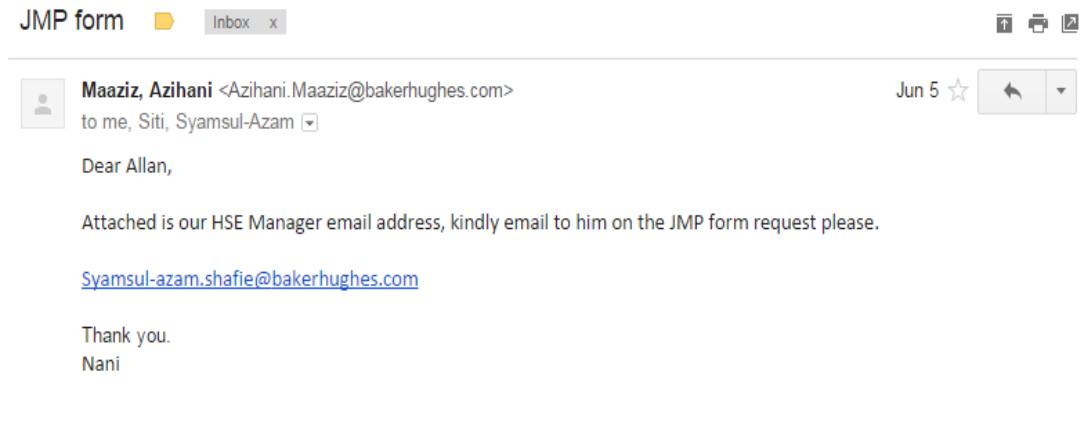 JMP form
Inbox x
Maaziz, Azihani <Azihani.Maaziz@bakerhughes.com>
Jun 5
to me, Siti, Syamsul-Azam
Dear Allan,
Attached is our HSE Manager email address, kindly email to him on the JMP form request please.
Syamsul-azam.shafie@bakerhughes.com
Thank you.
Nani